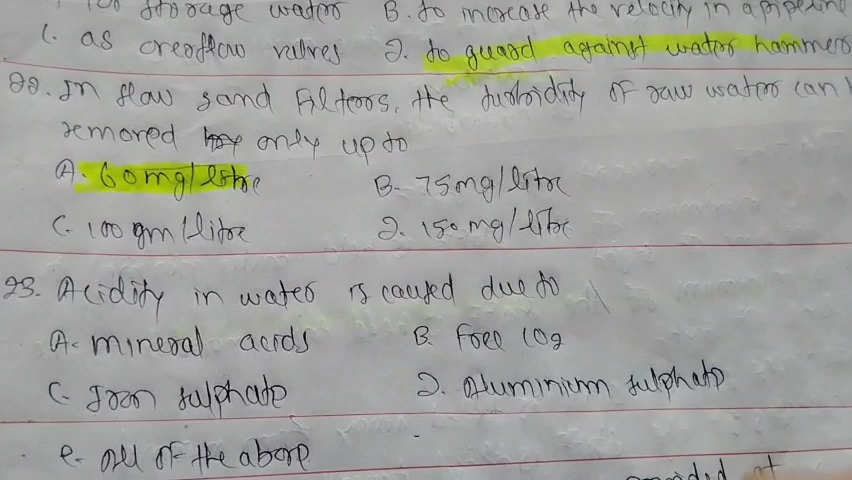 storage water B. to increase the velocity in a pipeline
C. as overflow valves D. to guard against water hammers
22. In slow sand Filters, the turbidity of raw water can
removed only up to
A. 60mg/litre B. 75mg/litre
C. 100 gm/litre D. 150 mg/litre
23. Acidity in water is caused due to
A. mineral acids B. Free CO2
C. Iron sulphate D. Aluminium sulphate
e. All of the above
at